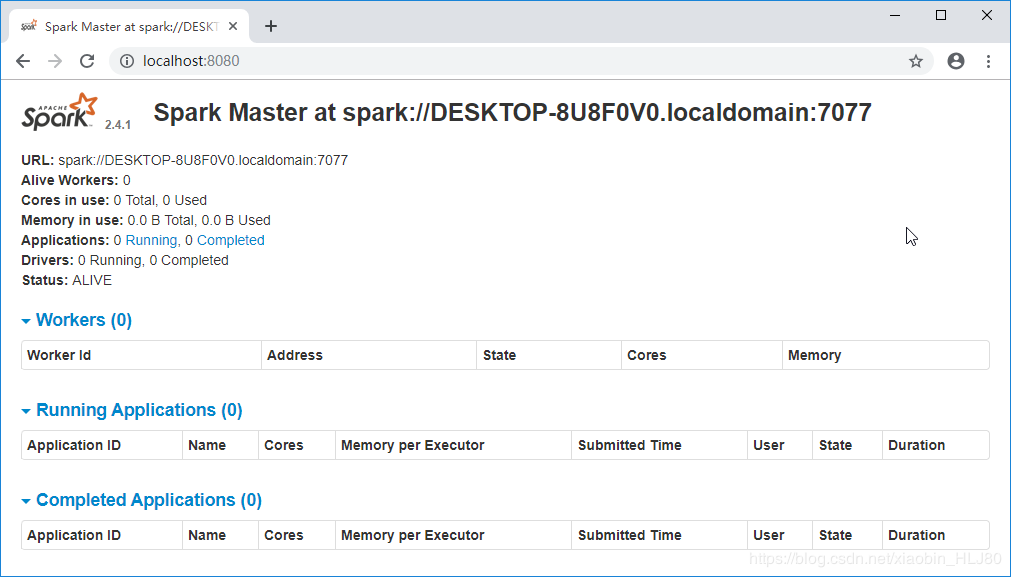 Spark Master at spark://DESKT
localhost:8080
APACHE Spark 2.4.1
Spark Master at spark://DESKTOP-8U8F0V0.localdomain:7077
URL: spark://DESKTOP-8U8F0V0.localdomain:7077
Alive Workers: 0
Cores in use: 0 Total, 0 Used
Memory in use: 0.0 B Total, 0.0 B Used
Applications: 0 Running, 0 Completed
Drivers: 0 Running, 0 Completed
Status: ALIVE
Workers (0)
Worker Id Address State Cores Memory
Running Applications (0)
Application ID Name Cores Memory per Executor Submitted Time User State Duration
Completed Applications (0)
Application ID Name Cores Memory per Executor Submitted Time User State Duration
https://blog.csdn.net/xiaobin_HLJ80